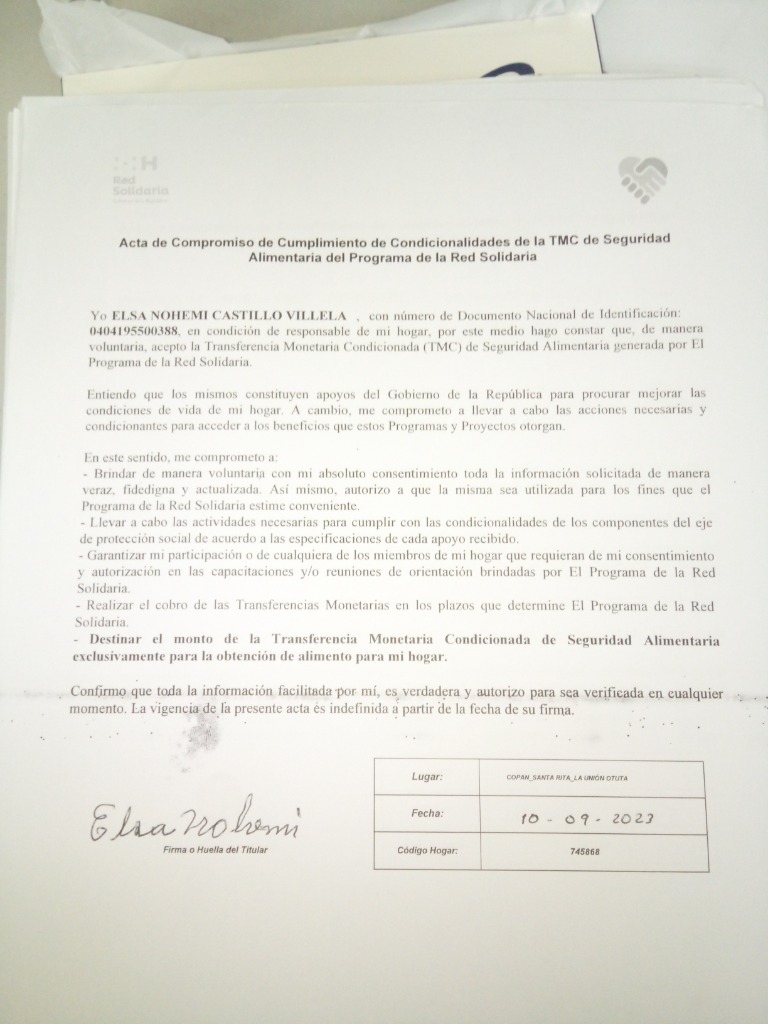 H
Red
Solidaria
Acta de Compromiso de Cumplimiento de Condicionalidades de la TMC de Seguridad
Alimentaria del Programa de la Red Solidaria
Yo ELSA NOHEMI CASTILLO VILLELA , con número de Documento Nacional de Identificación:
0404195500388, en condición de responsable de mi hogar, por este medio hago constar que, de manera
voluntaria, acepto la Transferencia Monetaria Condicionada (TMC) de Seguridad Alimentaria generada por El
Programa de la Red Solidaria.
Entiendo que los mismos constituyen apoyos del Gobierno de la República para procurar mejorar las
condiciones de vida de mi hogar. A cambio, me comprometo a llevar a cabo las acciones necesarias y
condicionantes para acceder a los beneficios que estos Programas y Proyectos otorgan.
En este sentido, me comprometo a:
- Brindar de manera voluntaria con mi absoluto consentimiento toda la información solicitada de manera
veraz, fidedigna y actualizada. Así mismo, autorizo a que la misma sea utilizada para los fines que el
Programa de la Red Solidaria estime conveniente.
- Llevar a cabo las actividades necesarias para cumplir con las condicionalidades de los componentes del eje
de protección social de acuerdo a las especificaciones de cada apoyo recibido.
- Garantizar mi participación o de cualquiera de los miembros de mi hogar que requieran de mi consentimiento
y autorización en las capacitaciones y/o reuniones de orientación brindadas por El Programa de la Red
Solidaria.
- Realizar el cobro de las Transferencias Monetarias en los plazos que determine El Programa de la Red
Solidaria.
- Destinar el monto de la Transferencia Monetaria Condicionada de Seguridad Alimentaria
exclusivamente para la obtención de alimento para mi hogar.
Confirmo que toda la información facilitada por mí, es verdadera y autorizo para sea verificada en cualquier
momento. La vigencia de la presente acta es indefinida a partir de la fecha de su firma.
Elsa Nohemi
Firma o Huella del Titular
Lugar: COPAN_SANTA RITA_LA UNIÓN OTUTA
Fecha: 10 - 09 - 2023
Código Hogar: 745868